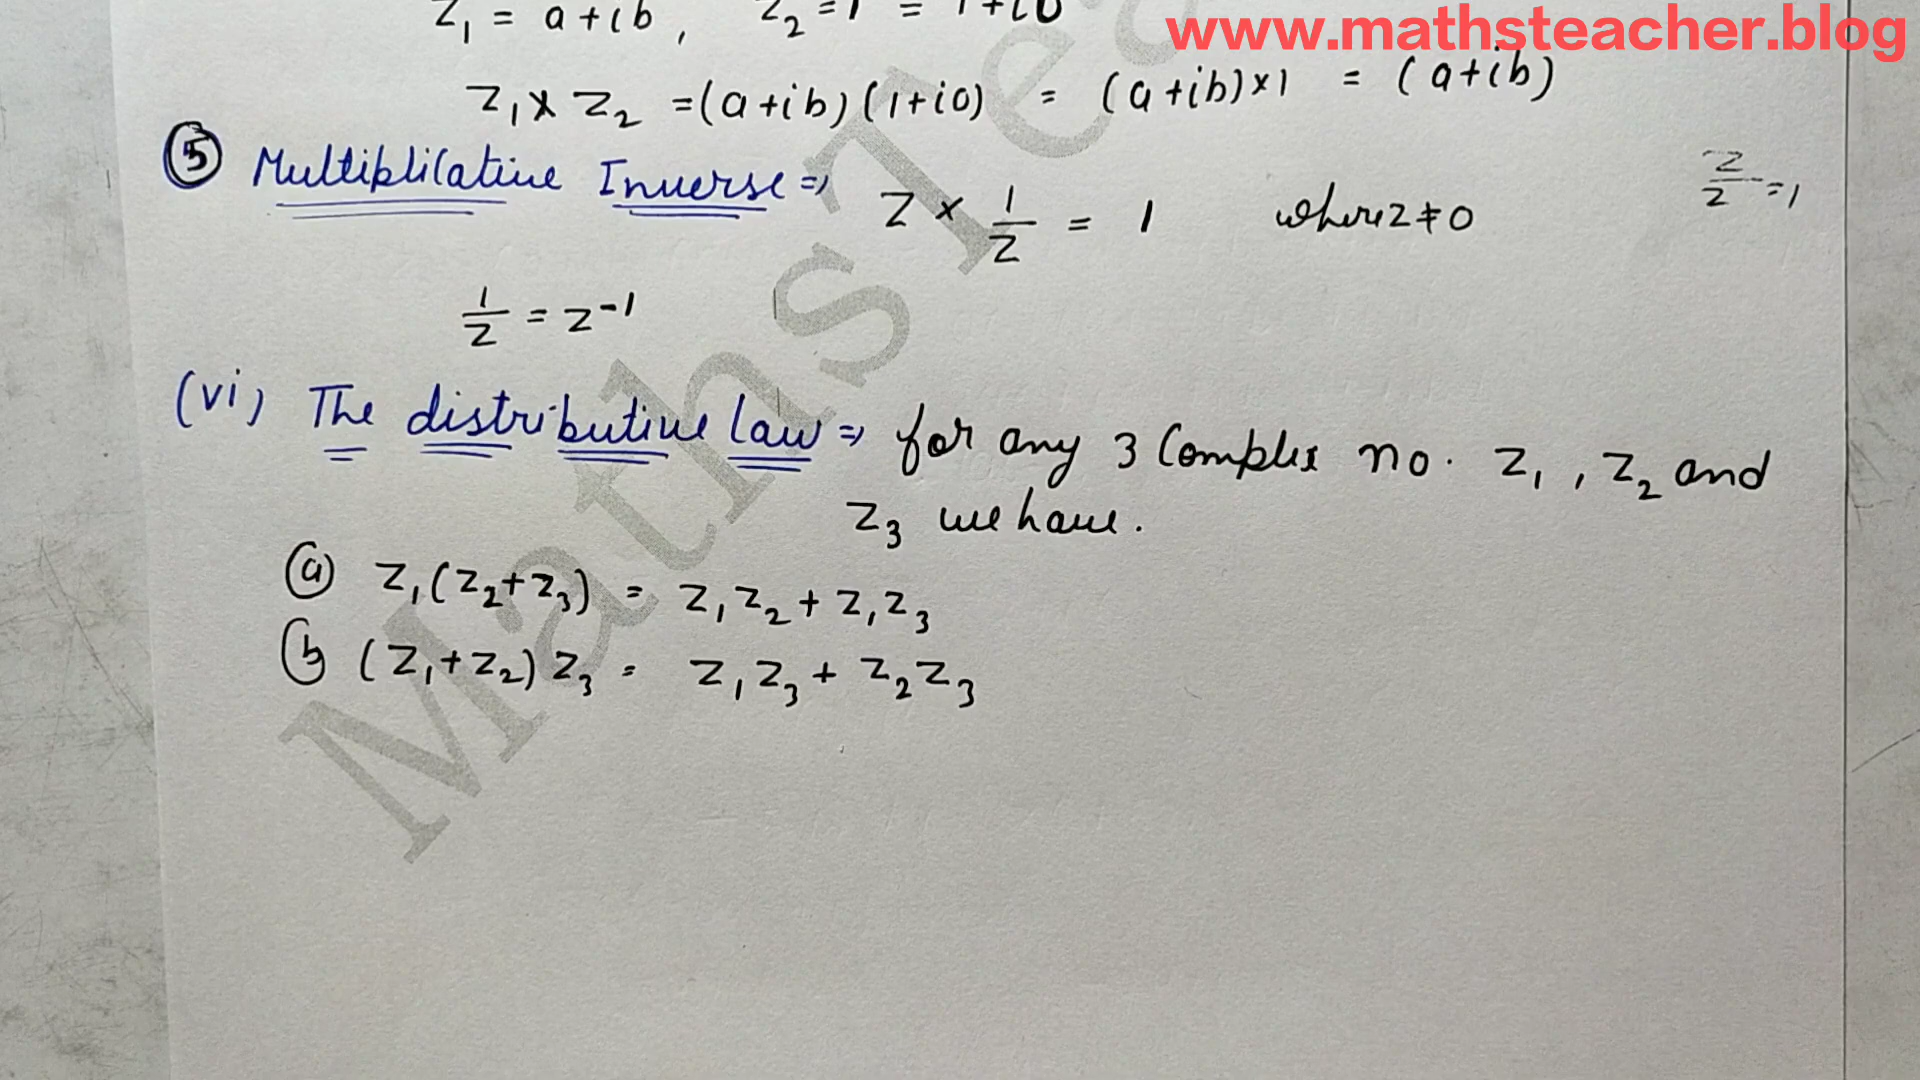 www.mathsteacher.blog
z₁ = a+ib, z₂ = 1 = 1+i0
z₁ × z₂ = (a+ib)(1+i0) = (a+ib)×1 = (a+ib)
⑤ Multiplicative Inverse ⇒ z × 1/z = 1 where z ≠ 0
z/z = 1
1/z = z⁻¹
(vi) The distributive law ⇒ for any 3 Complex no. z₁, z₂ and
z₃ we have.
ⓐ z₁(z₂+z₃) = z₁z₂ + z₁z₃
ⓑ (z₁+z₂)z₃ = z₁z₃ + z₂z₃
Maths Tea